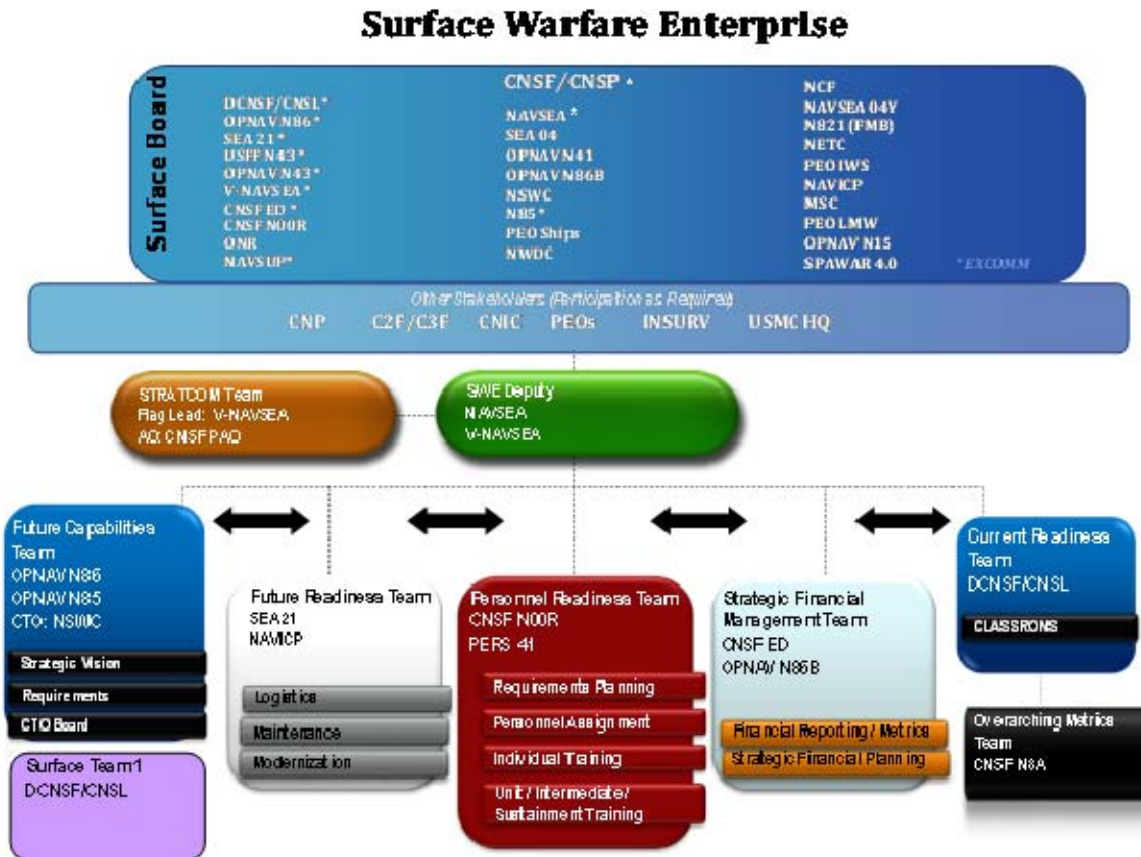 Surface Warfare Enterprise
Surface Board
CNSF/CNSP *
DCNSF/CNSL*
OPNAV N86*
SEA 21*
USFF N43*
OPNAV N43*
V-NAVSEA*
CNSF ED *
CNSF N00R
ONR
NAVSUP*
NAVSEA *
SEA 04
OPNAV N41
OPNAV N86B
NSWC
N85*
PEO Ships
NWDC
NCF
NAVSEA 04Y
N821 (FMB)
NETC
PEO IWS
NAVICP
MSC
PEO LMW
OPNAV N15
SPAWAR 4.0
*EXCOMM
Other Stakeholders (Participation as Required)
CNP C2F/C3F CNIC PEOs INSURV USMC HQ
STRATCOM Team
Flag Lead: V-NAVSEA
AO: CNSF PAO
SWE Deputy
NAVSEA
V-NAVSEA
Future Capabilities
Team
OPNAV N86
OPNAV N85
CTO: NSWC
Strategic Vision
Requirements
CTO Board
Surface Team1
DCNSF/CNSL
Future Readiness Team
SEA 21
NAVICP
Logistics
Maintenance
Modernization
Personnel Readiness Team
CNSF N00R
PERS 41
Requirements Planning
Personnel Assignment
Individual Training
Unit / Intermediate /
Sustainment Training
Strategic Financial
Management Team
CNSF ED
OPNAV N86B
Financial Reporting / Metrics
Strategic Financial Planning
Current Readiness
Team
DCNSF/CNSL
CLASSRONS
Overarching Metrics
Team
CNSF N8A